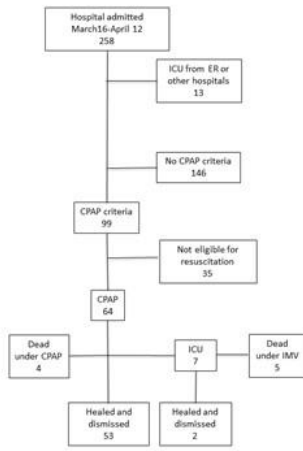 Hospital admitted
March16-April 12
258
ICU from ER or
other hospitals
13
No CPAP criteria
146
CPAP criteria
99
Not eligible for
resuscitation
35
CPAP
64
Dead
under CPAP
4
ICU
7
Dead
under IMV
5
Healed and
dismissed
53
Healed and
dismissed
2